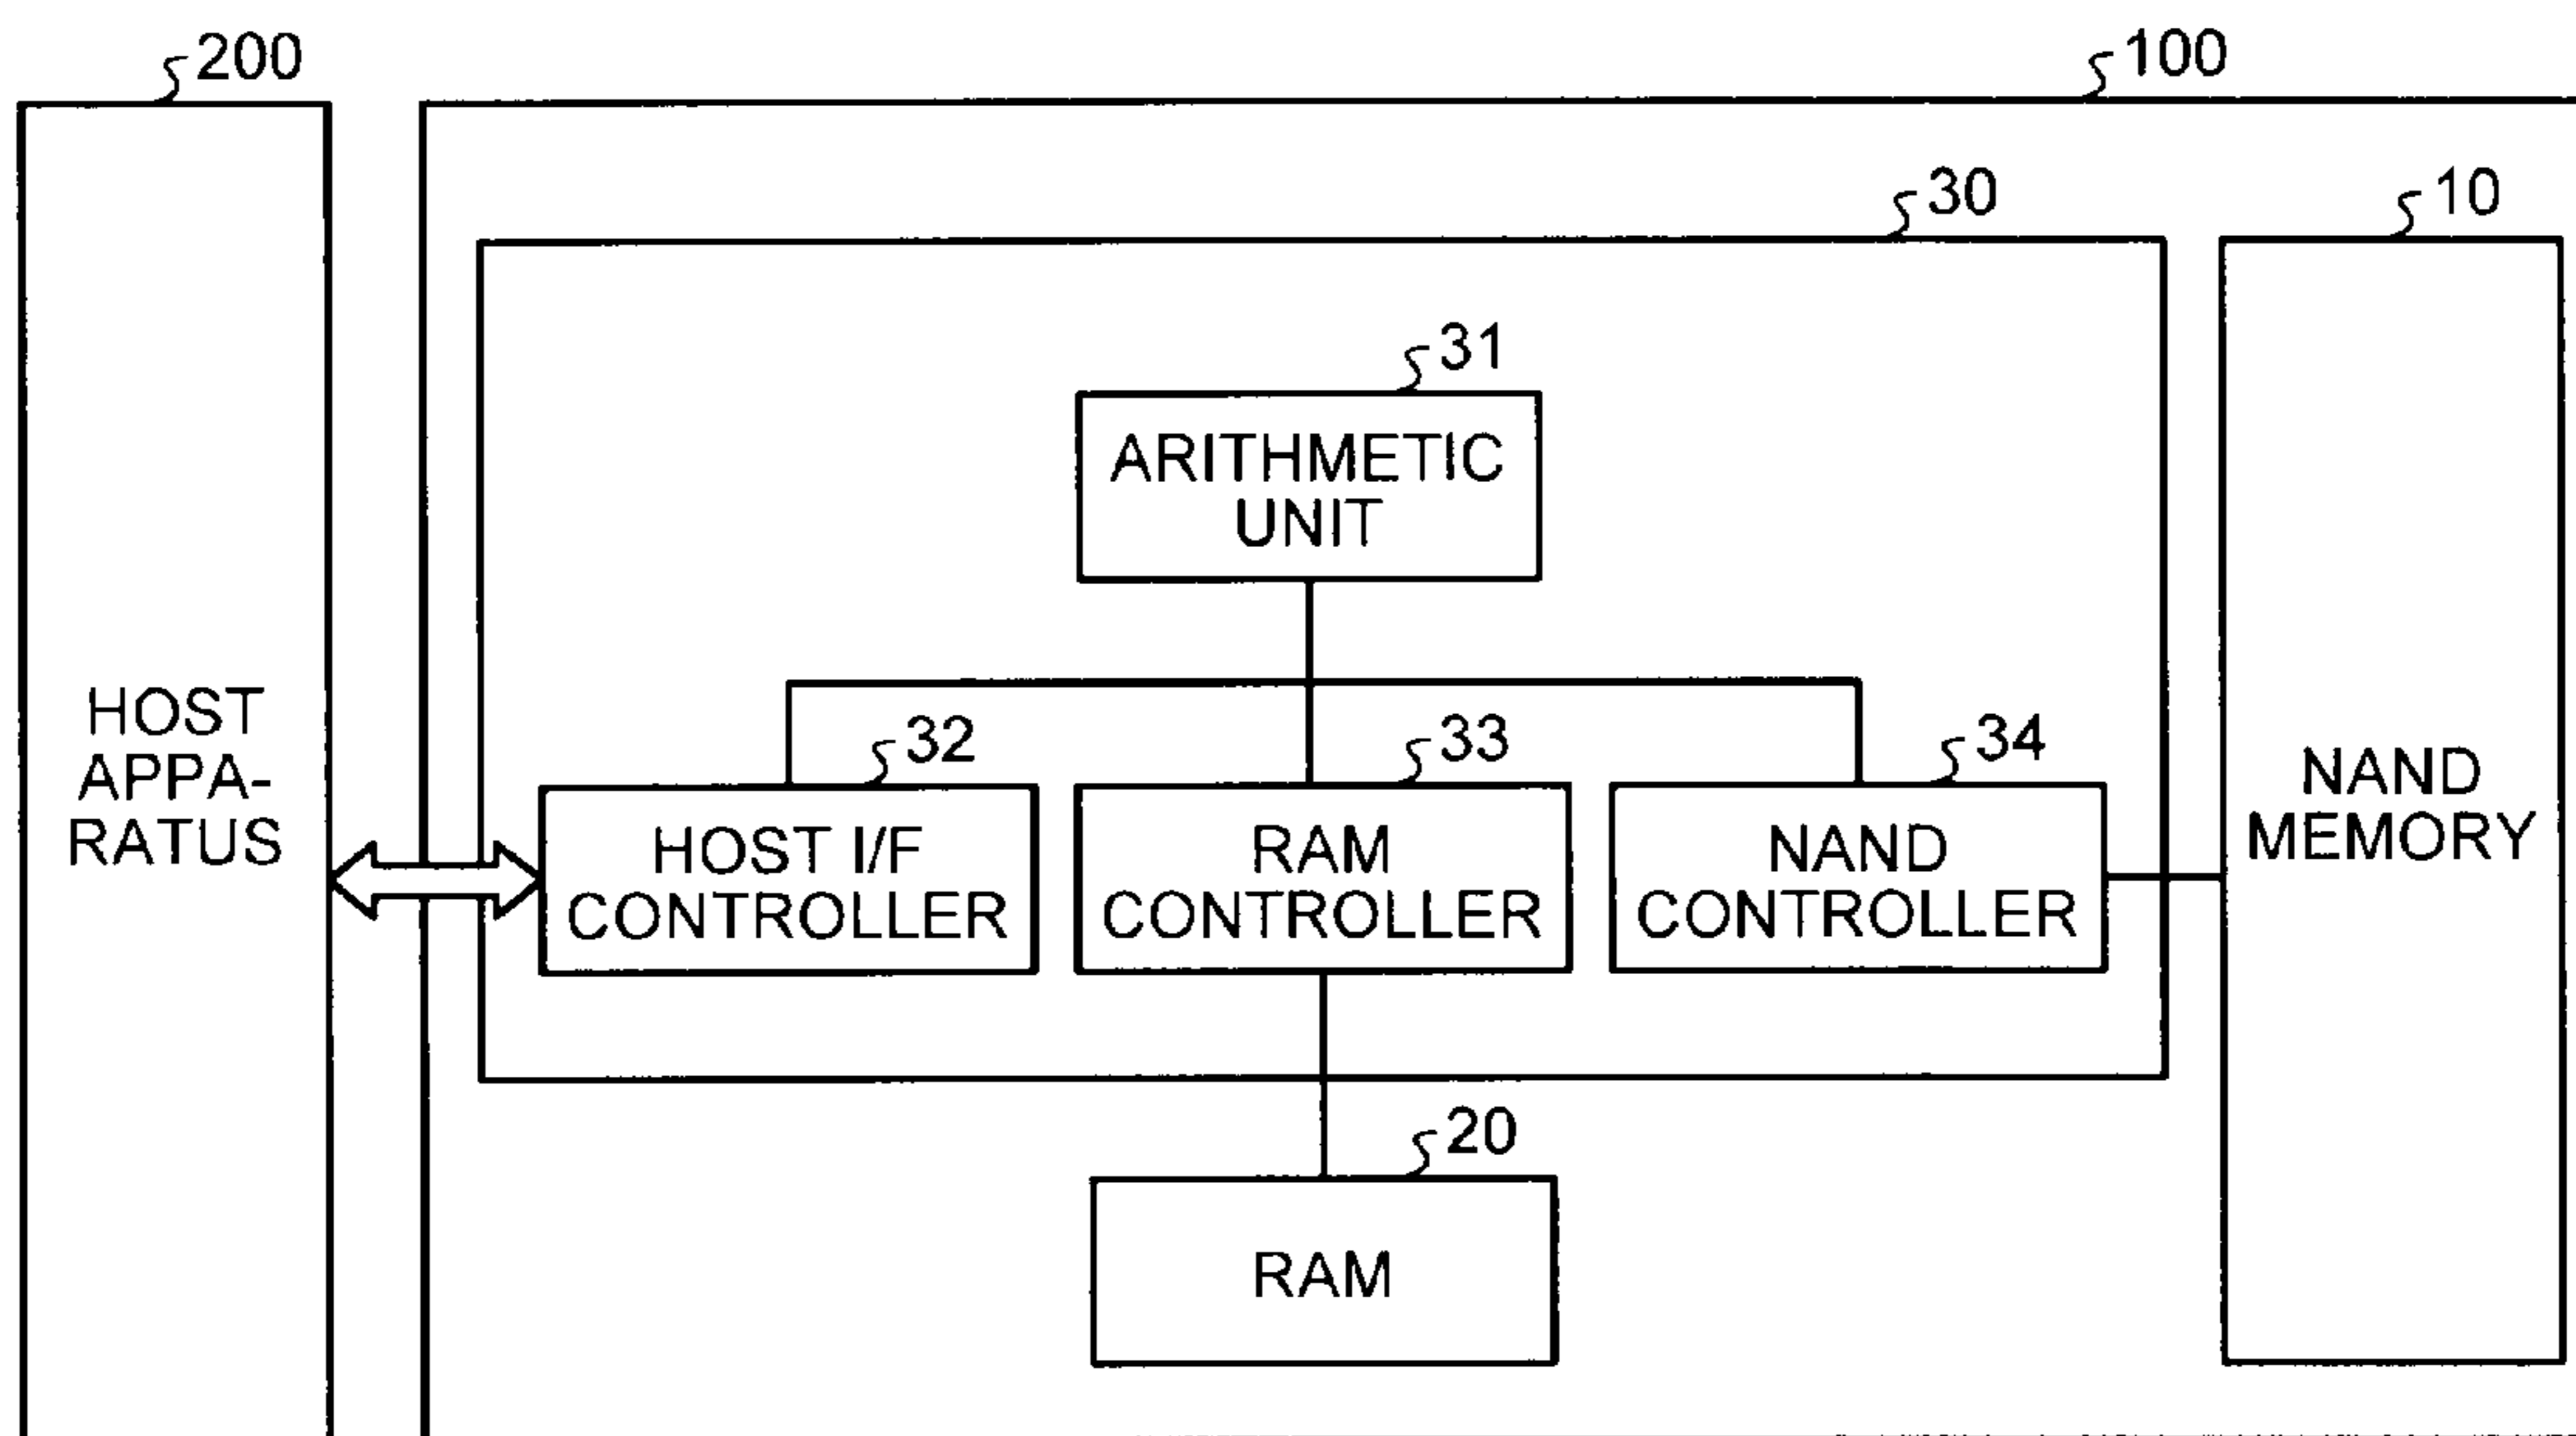 200
100
30
10
31
ARITHMETIC
UNIT
HOST
APPA-
RATUS
32
33
34
HOST I/F
CONTROLLER
RAM
CONTROLLER
NAND
CONTROLLER
NAND
MEMORY
20
RAM